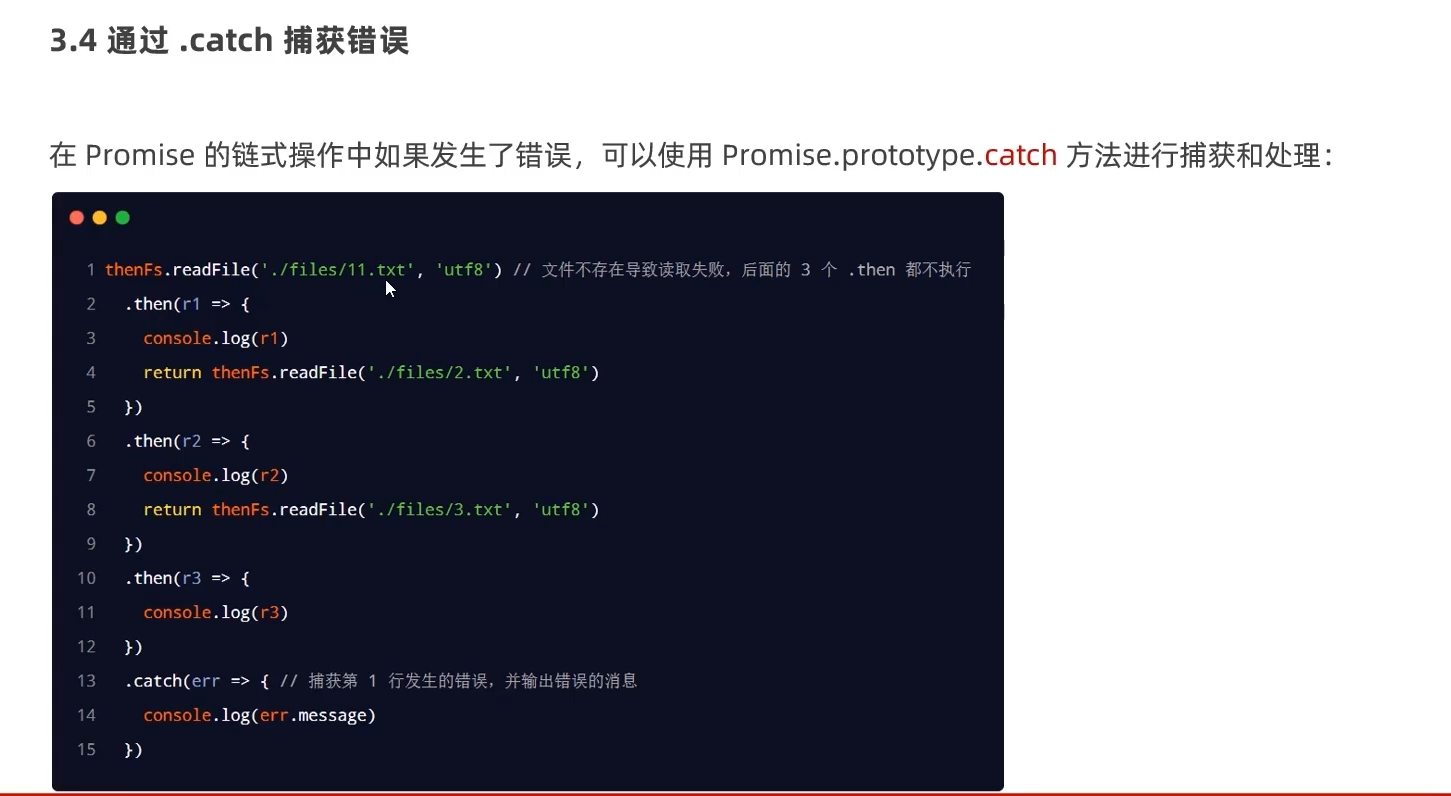 3.4 通过 .catch 捕获错误
在 Promise 的链式操作中如果发生了错误，可以使用 Promise.prototype.catch 方法进行捕获和处理：
1 thenFs.readFile('./files/11.txt', 'utf8') // 文件不存在导致读取失败，后面的 3 个 .then 都不执行
2   .then(r1 => {
3     console.log(r1)
4     return thenFs.readFile('./files/2.txt', 'utf8')
5   })
6   .then(r2 => {
7     console.log(r2)
8     return thenFs.readFile('./files/3.txt', 'utf8')
9   })
10   .then(r3 => {
11     console.log(r3)
12   })
13   .catch(err => { // 捕获第 1 行发生的错误，并输出错误的消息
14     console.log(err.message)
15   })